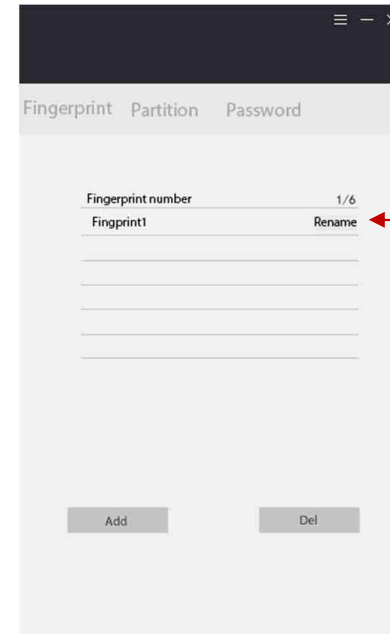 Fingerprint Partition Password
Fingerprint number 1/6
Fingprint1 Rename
Add Del